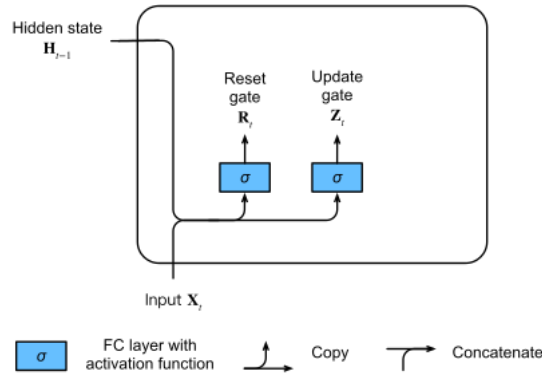 Hidden state
H_{t−1}
Reset
gate
R_t
Update
gate
Z_t
σ
σ
Input X_t
σ
FC layer with
activation function
Copy
Concatenate